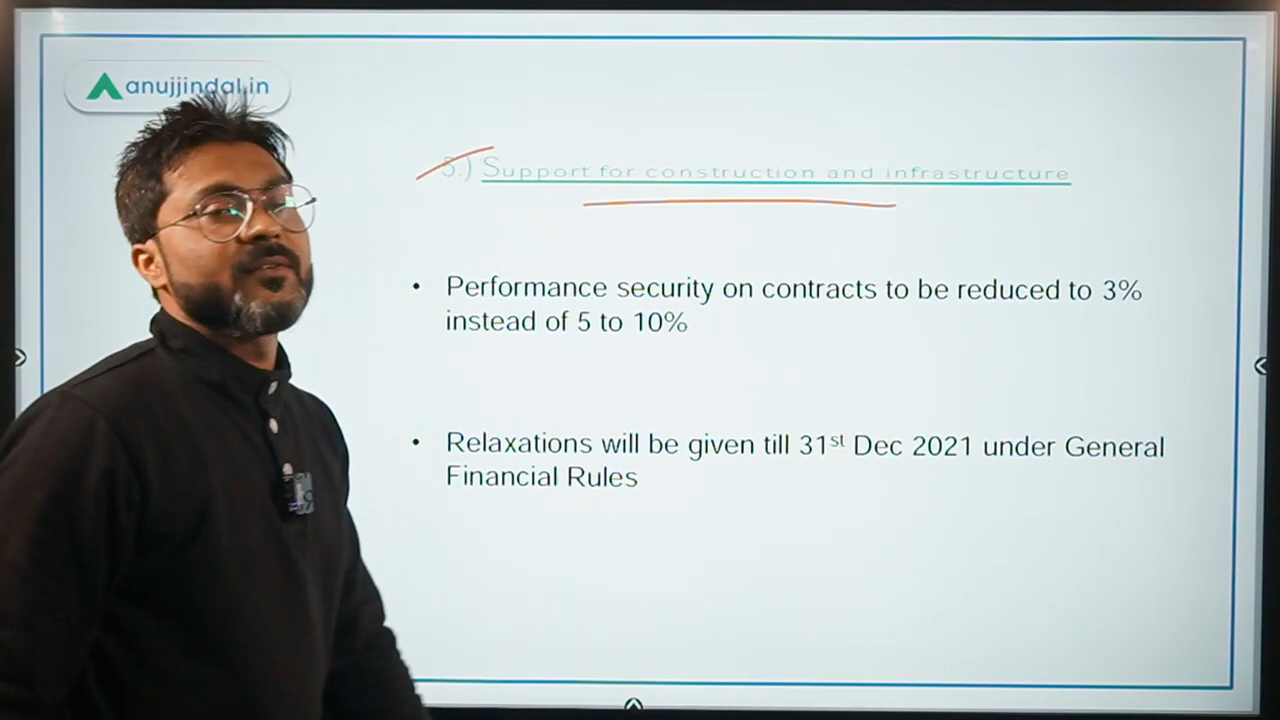 anujjindal.in
5.) Support for construction and infrastructure
• Performance security on contracts to be reduced to 3%
instead of 5 to 10%
• Relaxations will be given till 31st Dec 2021 under General
Financial Rules